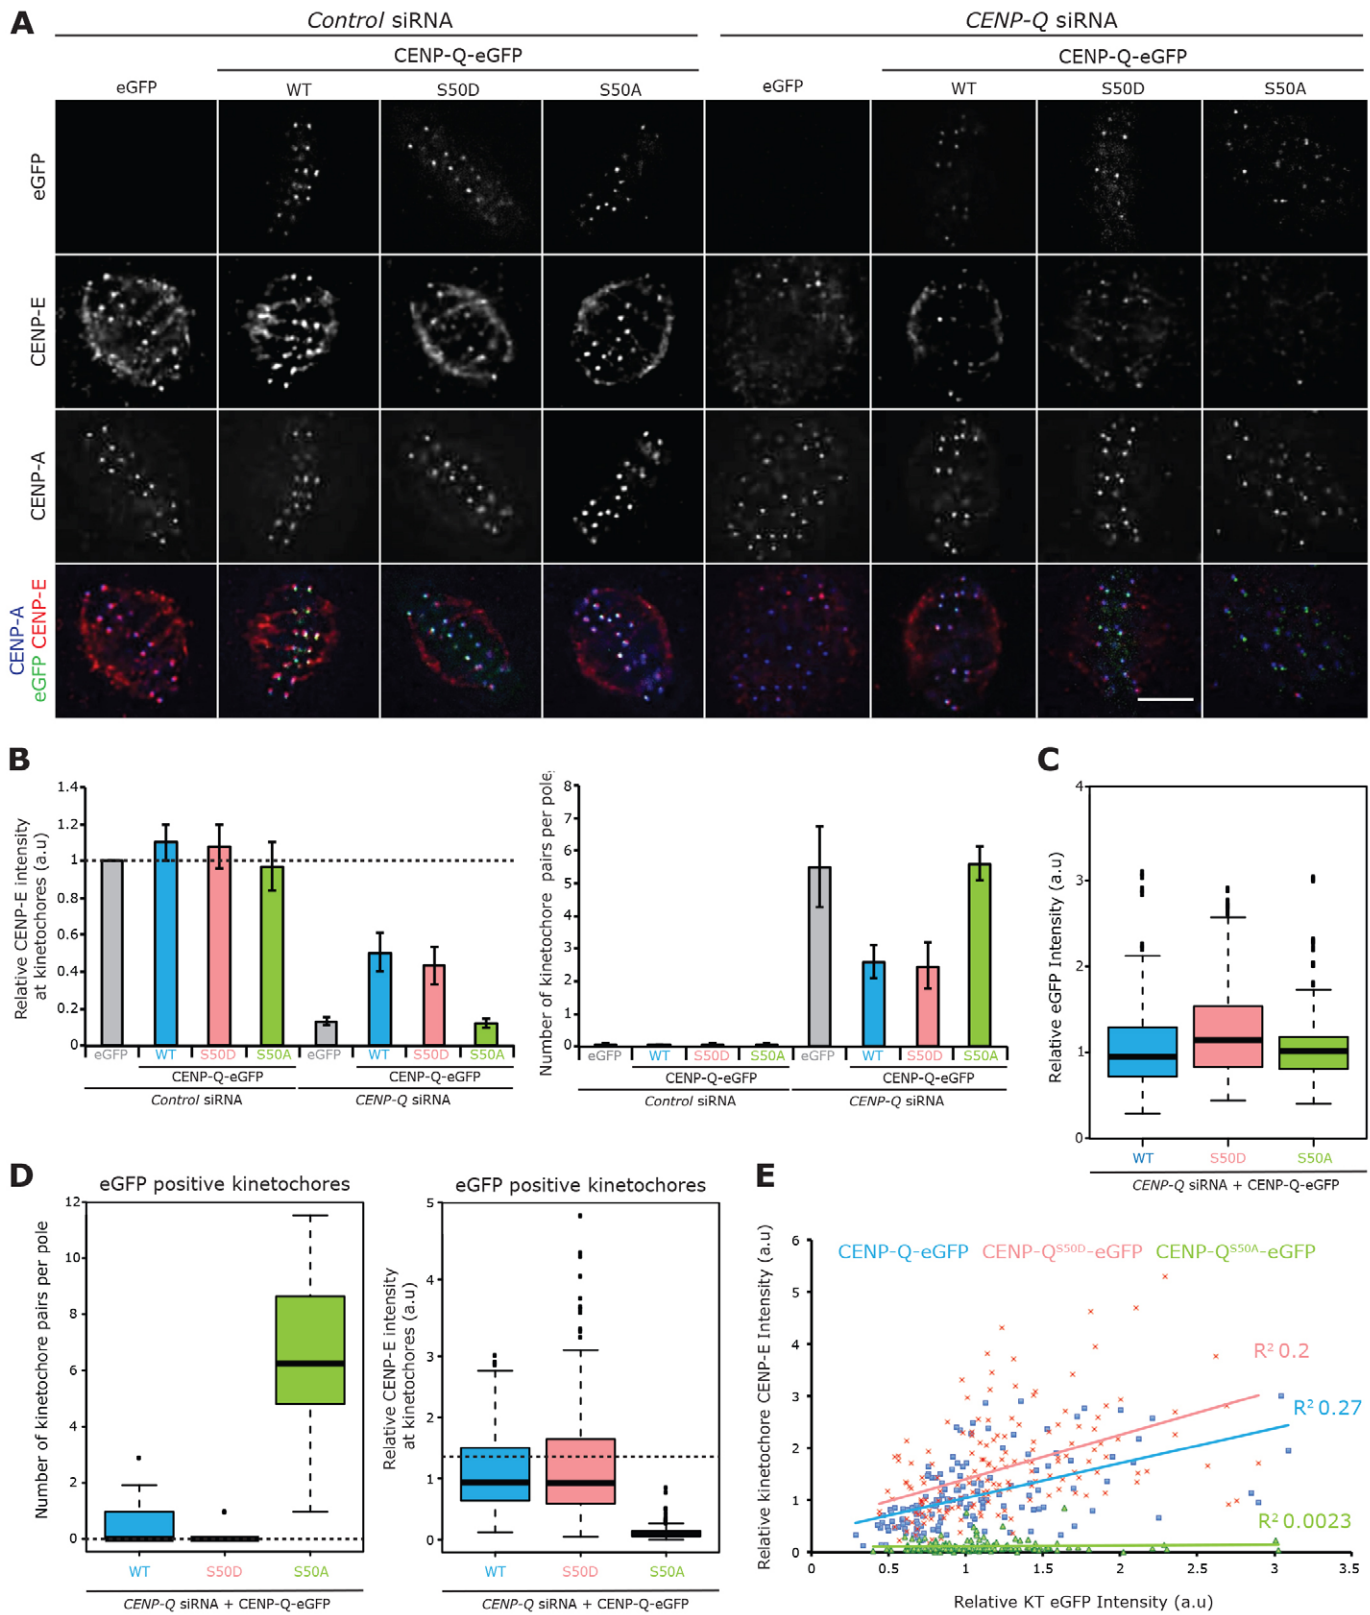 A
Control siRNA
CENP-Q siRNA
CENP-Q-eGFP
CENP-Q-eGFP
eGFP
WT
S50D
S50A
eGFP
WT
S50D
S50A
eGFP
CENP-E
CENP-A
CENP-A
eGFP CENP-E
B
Relative CENP-E intensity
at kinetochores (a.u)
1.4
1.2
1
0.8
0.6
0.4
0.2
0
eGFP
WT
S50D
S50A
eGFP
WT
S50D
S50A
CENP-Q-eGFP
CENP-Q-eGFP
Control siRNA
CENP-Q siRNA
Number of kinetochore pairs per pole
8
7
6
5
4
3
2
1
0
eGFP
WT
S50D
S50A
eGFP
WT
S50D
S50A
CENP-Q-eGFP
CENP-Q-eGFP
Control siRNA
CENP-Q siRNA
C
Relative eGFP Intensity (a.u)
4
3
2
1
0
WT
S50D
S50A
CENP-Q siRNA + CENP-Q-eGFP
D
eGFP positive kinetochores
Number of kinetochore pairs per pole
12
10
8
6
4
2
0
WT
S50D
S50A
CENP-Q siRNA + CENP-Q-eGFP
eGFP positive kinetochores
Relative CENP-E intensity
at kinetochores (a.u)
5
4
3
2
1
0
WT
S50D
S50A
CENP-Q siRNA + CENP-Q-eGFP
E
Relative kinetochore CENP-E Intensity (a.u)
6
5
4
3
2
1
0
CENP-Q-eGFP CENP-Q^S50D-eGFP CENP-Q^S50A-eGFP
R² 0.2
R² 0.27
R² 0.0023
0
0.5
1
1.5
2
2.5
3
3.5
Relative KT eGFP Intensity (a.u)